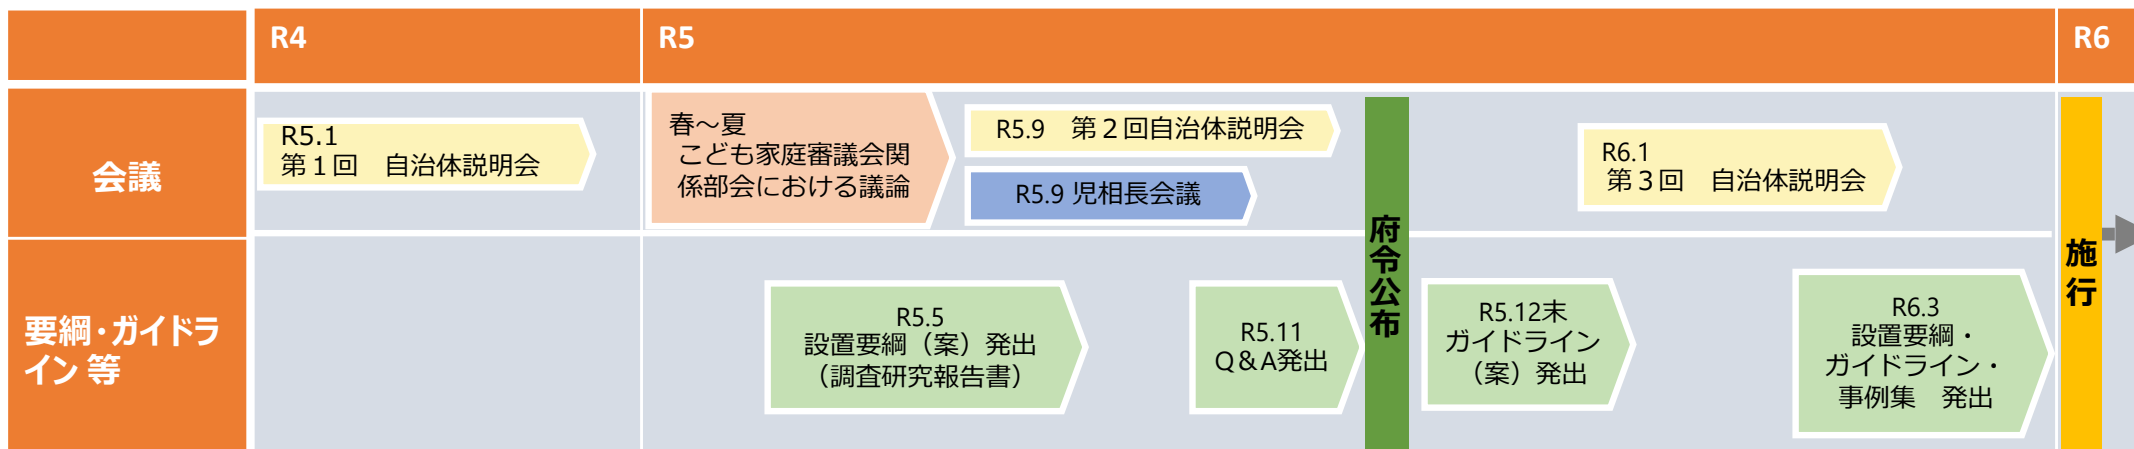 R4
R5
R6
会議
R5.1
第１回　自治体説明会
春～夏
こども家庭審議会関
係部会における議論
R5.9　第２回自治体説明会
R5.9 児相長会議
府令公布
R6.1
第３回　自治体説明会
施行
要綱・ガイドラ
イン 等
R5.5
設置要綱（案）発出
（調査研究報告書）
R5.11
Q＆A発出
R5.12末
ガイドライン
（案）発出
R6.3
設置要綱・
ガイドライン・
事例集　発出